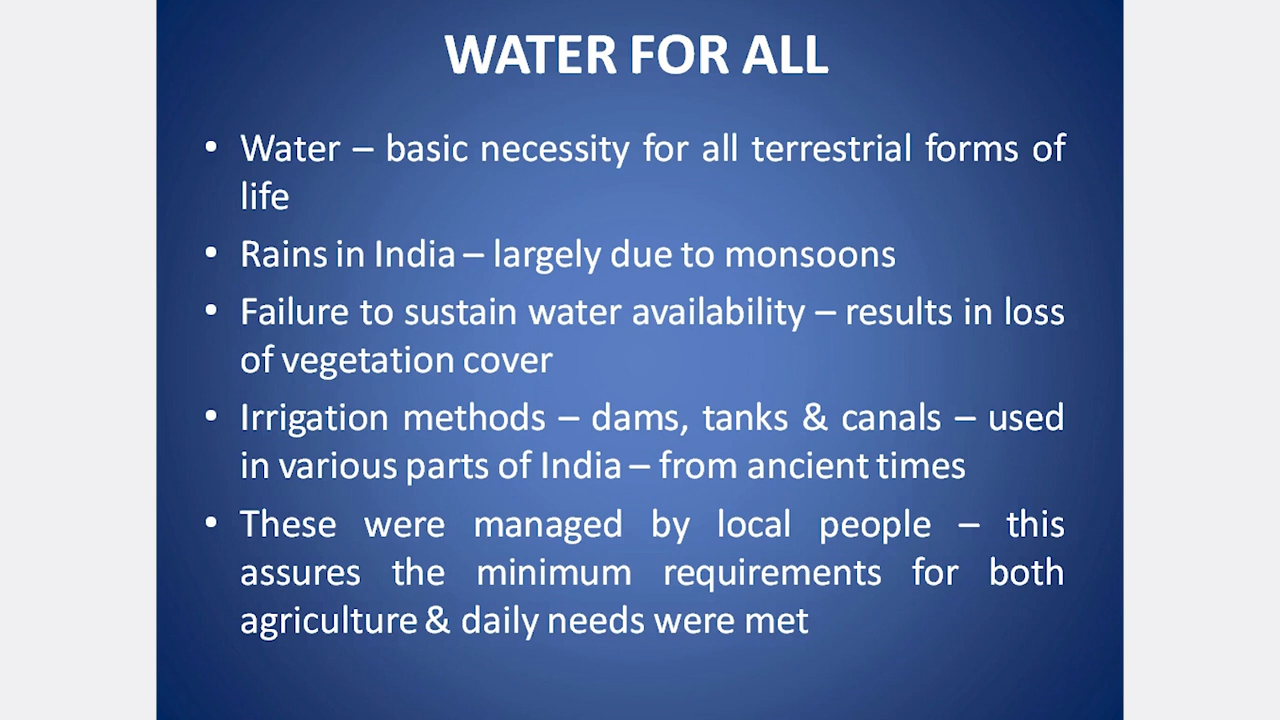 WATER FOR ALL
• Water – basic necessity for all terrestrial forms of
life
• Rains in India – largely due to monsoons
• Failure to sustain water availability – results in loss
of vegetation cover
• Irrigation methods – dams, tanks & canals – used
in various parts of India – from ancient times
• These were managed by local people – this
assures the minimum requirements for both
agriculture & daily needs were met